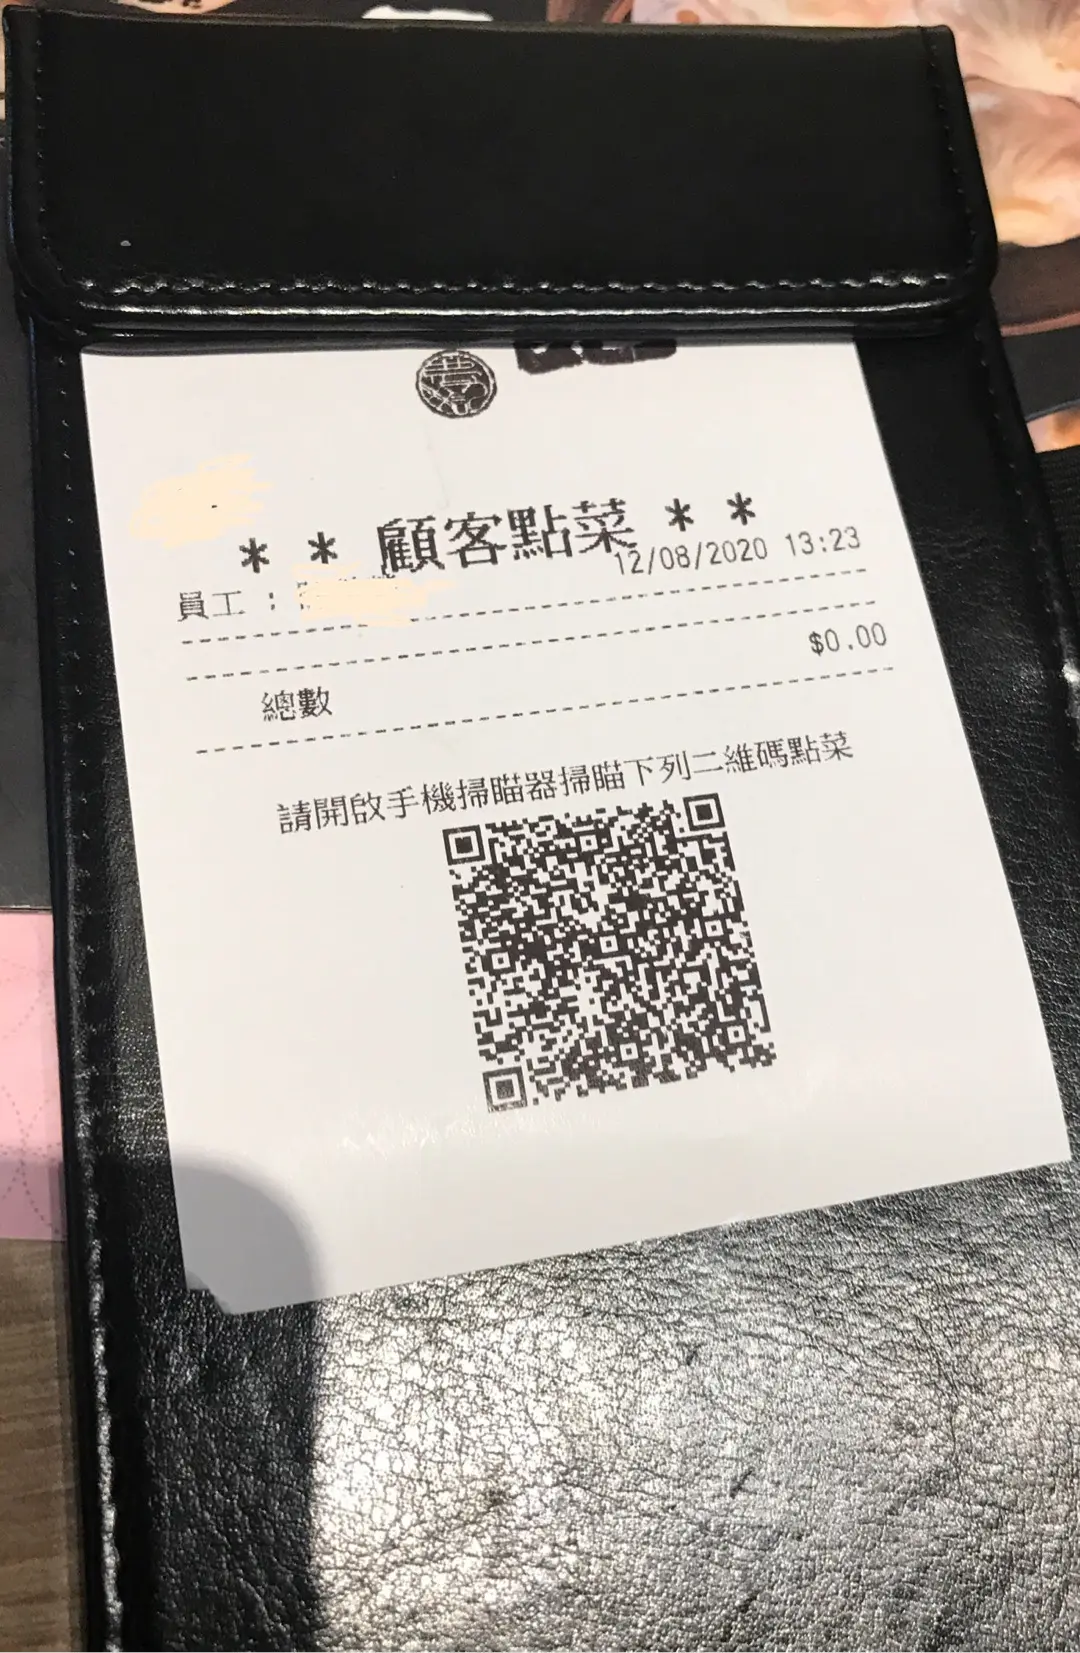 * * 顧客點菜 * *
12/08/2020 13:23
員工 :
$0.00
總數
請開啟手機掃瞄器掃瞄下列二維碼點菜